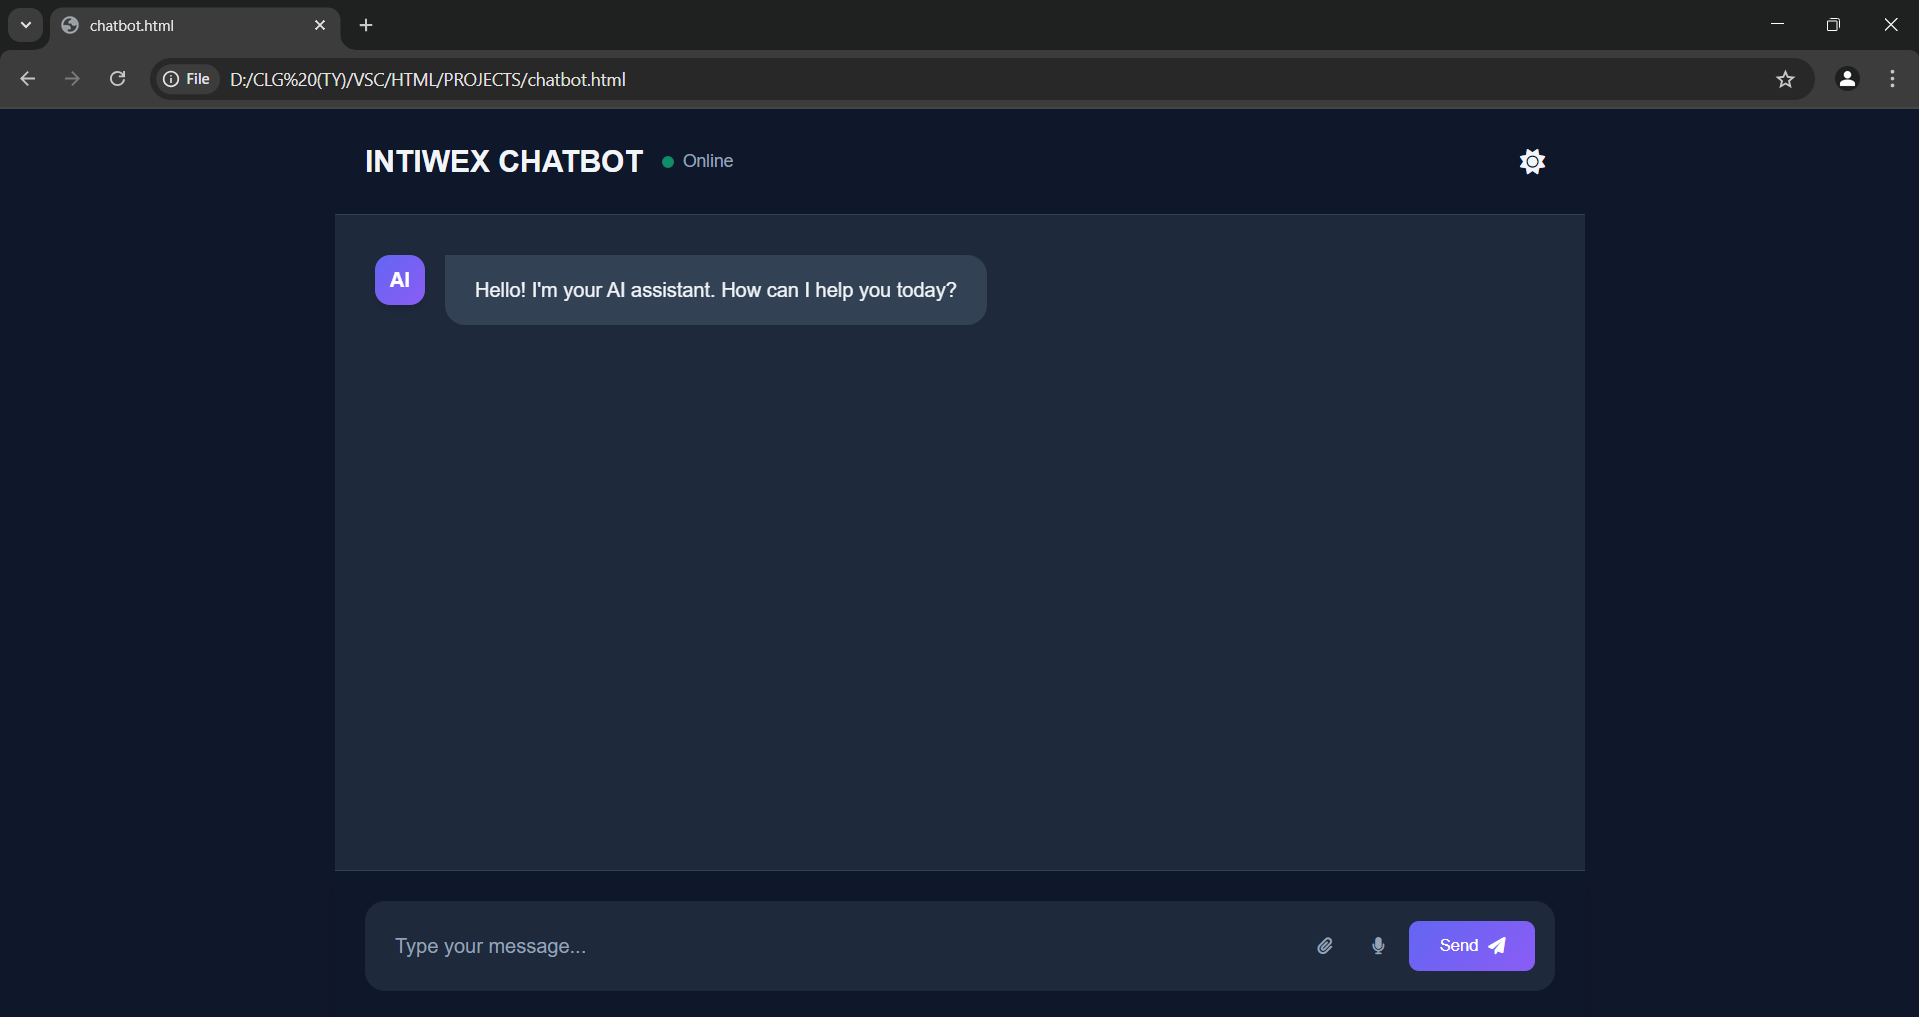 chatbot.html
File D:/CLG%20(TY)/VSC/HTML/PROJECTS/chatbot.html
INTIWEX CHATBOT Online
AI Hello! I'm your AI assistant. How can I help you today?
Type your message... Send